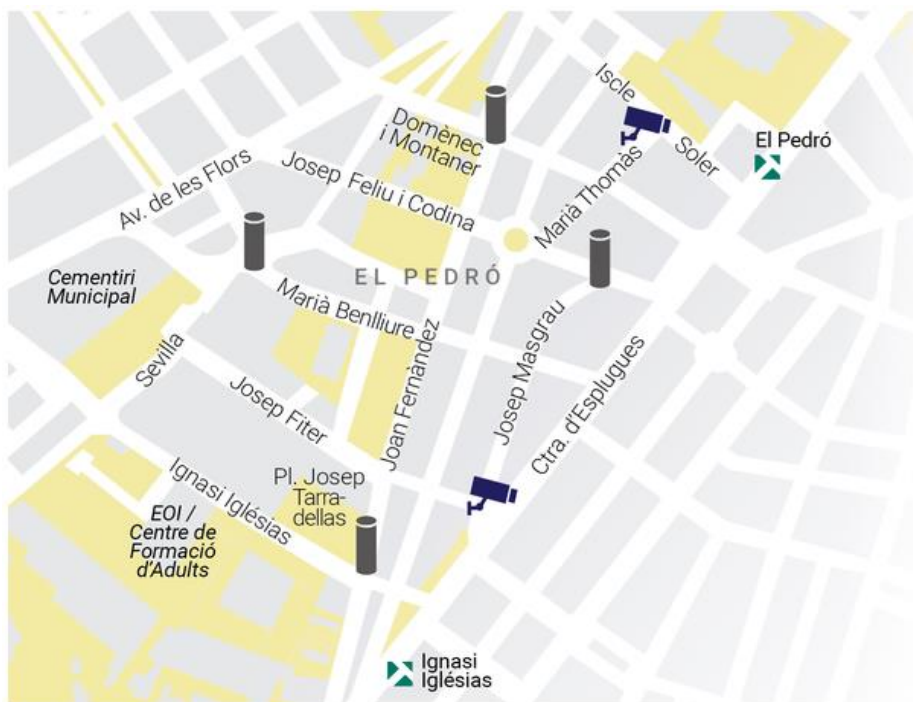 Iscle
Soler
El Pedró
Domènec
i Montaner
Marià Thomàs
Josep Feliu i Codina
Av. de les Flors
EL PEDRÓ
Cementiri
Municipal
Marià Benlliure
Sevilla
Josep Fiter
Joan Fernàndez
Josep Masgrau
Ctra. d'Esplugues
Ignasi Iglésias
Pl. Josep
Tarra-
dellas
EOI /
Centre de
Formació
d'Adults
Ignasi
Iglésias